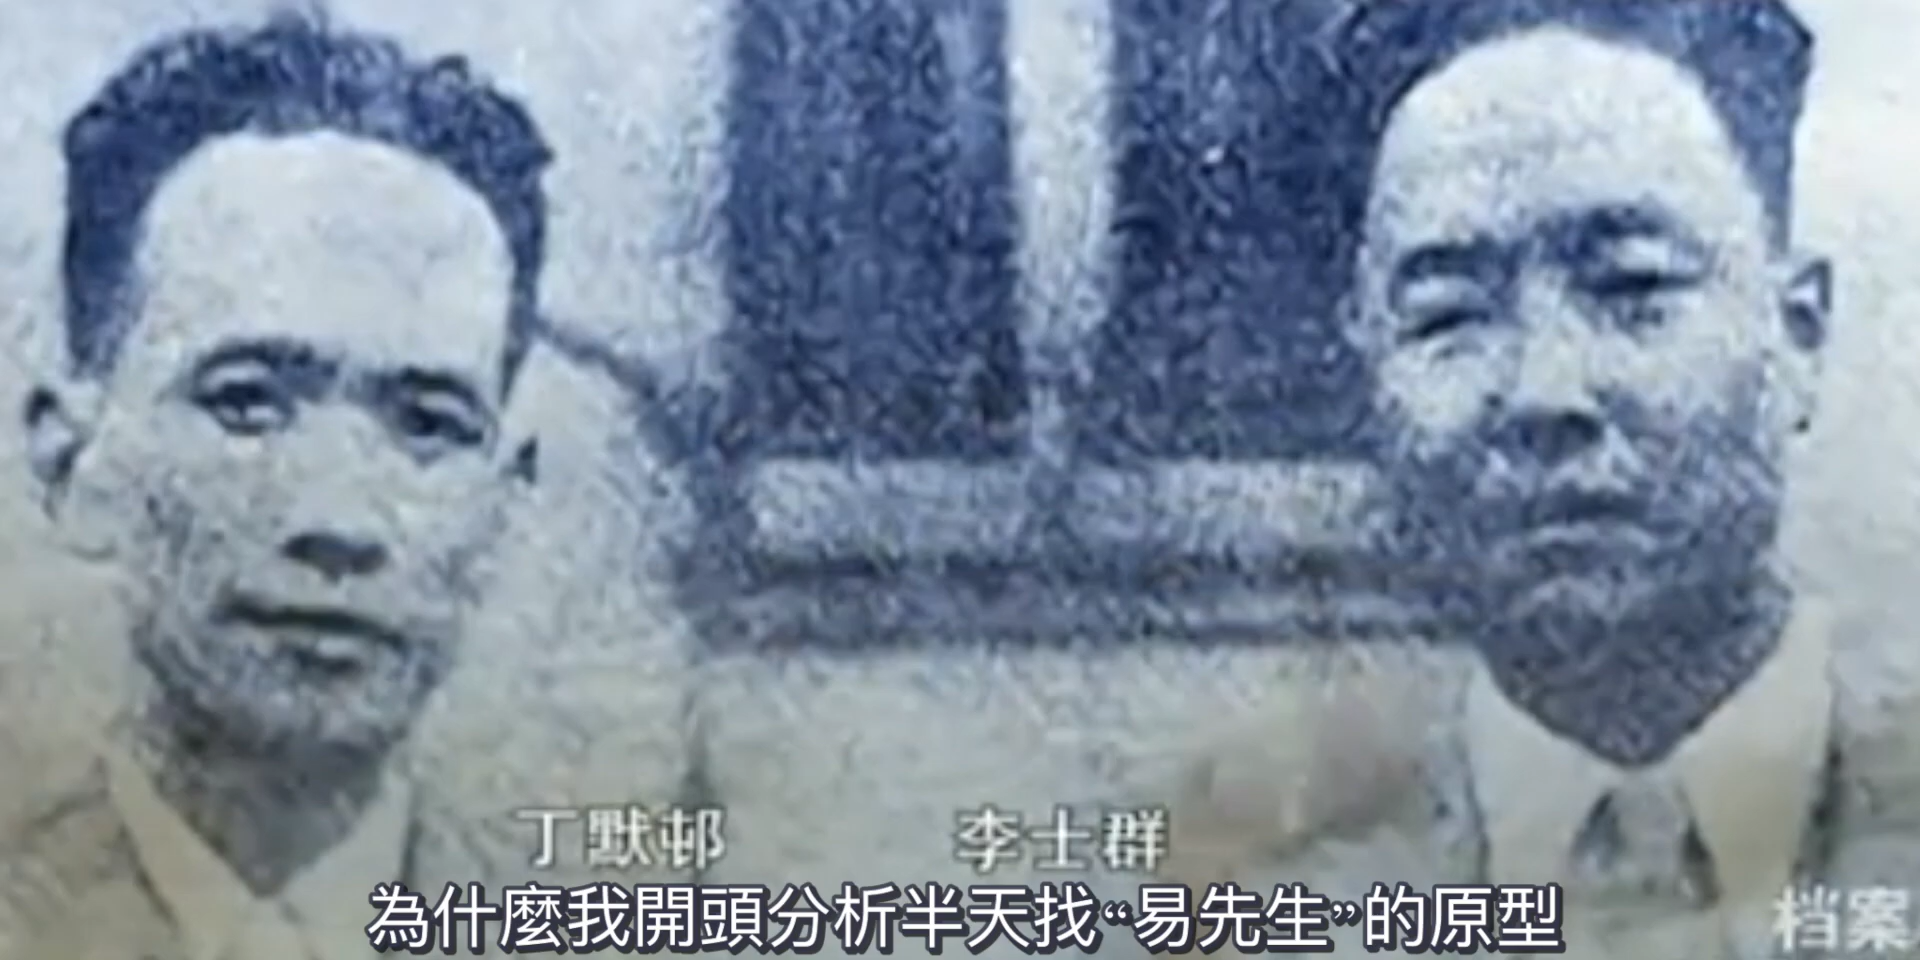 丁默邨
李士群
為什麼我開頭分析半天找“易先生”的原型
档案